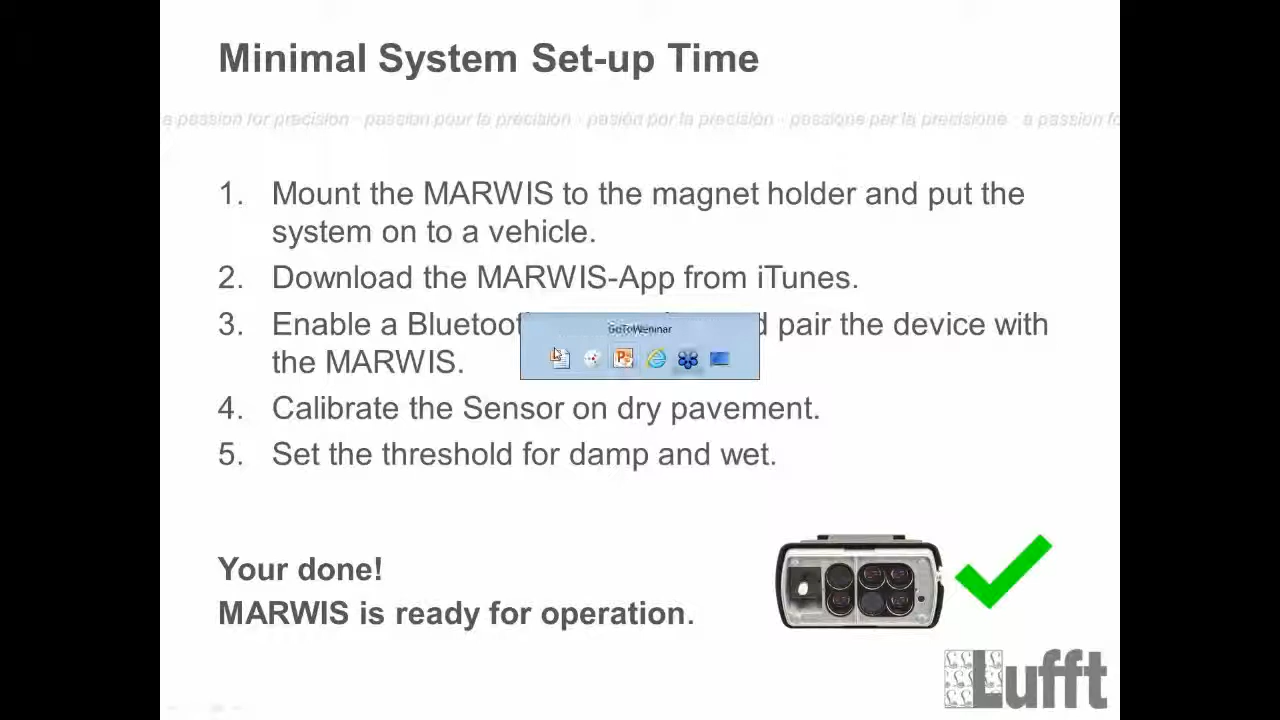 Minimal System Set-up Time
a passion for precision · passion pour la précision · pasión por la precisión · passione per la precisione · a passion fo
1. Mount the MARWIS to the magnet holder and put the
system on to a vehicle.
2. Download the MARWIS-App from iTunes.
GoToWebinar
3. Enable a Bluetoot pair the device with
the MARWIS.
4. Calibrate the Sensor on dry pavement.
5. Set the threshold for damp and wet.
Your done!
MARWIS is ready for operation.
Lufft